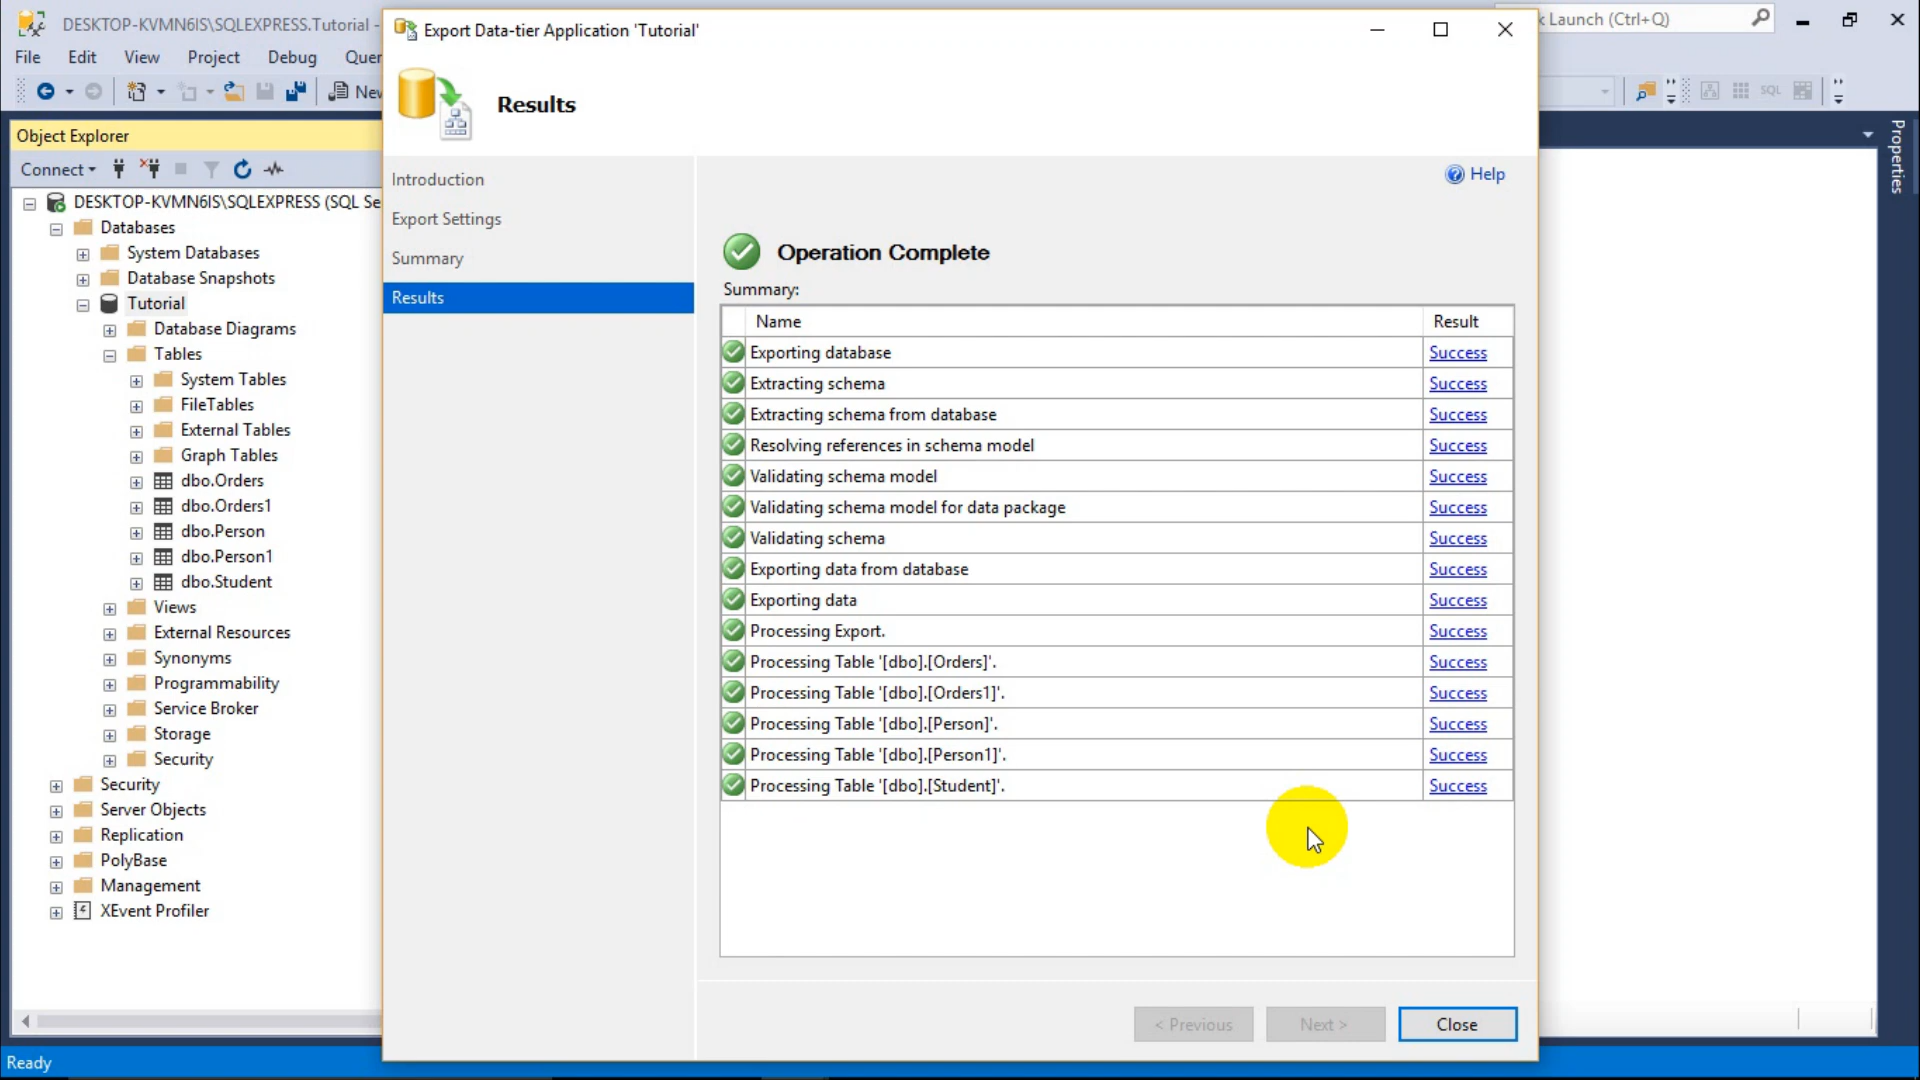 DESKTOP-KVMN6IS\SQLEXPRESS.Tutorial -
Launch (Ctrl+Q)
File Edit View Project Debug
Object Explorer
Connect
DESKTOP-KVMN6IS\SQLEXPRESS (SQL Se
Databases
System Databases
Database Snapshots
Tutorial
Database Diagrams
Tables
System Tables
FileTables
External Tables
Graph Tables
dbo.Orders
dbo.Orders1
dbo.Person
dbo.Person1
dbo.Student
Views
External Resources
Synonyms
Programmability
Service Broker
Storage
Security
Security
Server Objects
Replication
PolyBase
Management
XEvent Profiler
Ready
Export Data-tier Application 'Tutorial'
Results
Introduction
Export Settings
Summary
Results
Help
Operation Complete
Summary:
Name Result
Exporting database Success
Extracting schema Success
Extracting schema from database Success
Resolving references in schema model Success
Validating schema model Success
Validating schema model for data package Success
Validating schema Success
Exporting data from database Success
Exporting data Success
Processing Export. Success
Processing Table '[dbo].[Orders]'. Success
Processing Table '[dbo].[Orders1]'. Success
Processing Table '[dbo].[Person]'. Success
Processing Table '[dbo].[Person1]'. Success
Processing Table '[dbo].[Student]'. Success
< Previous Next > Close
SQL
Properties